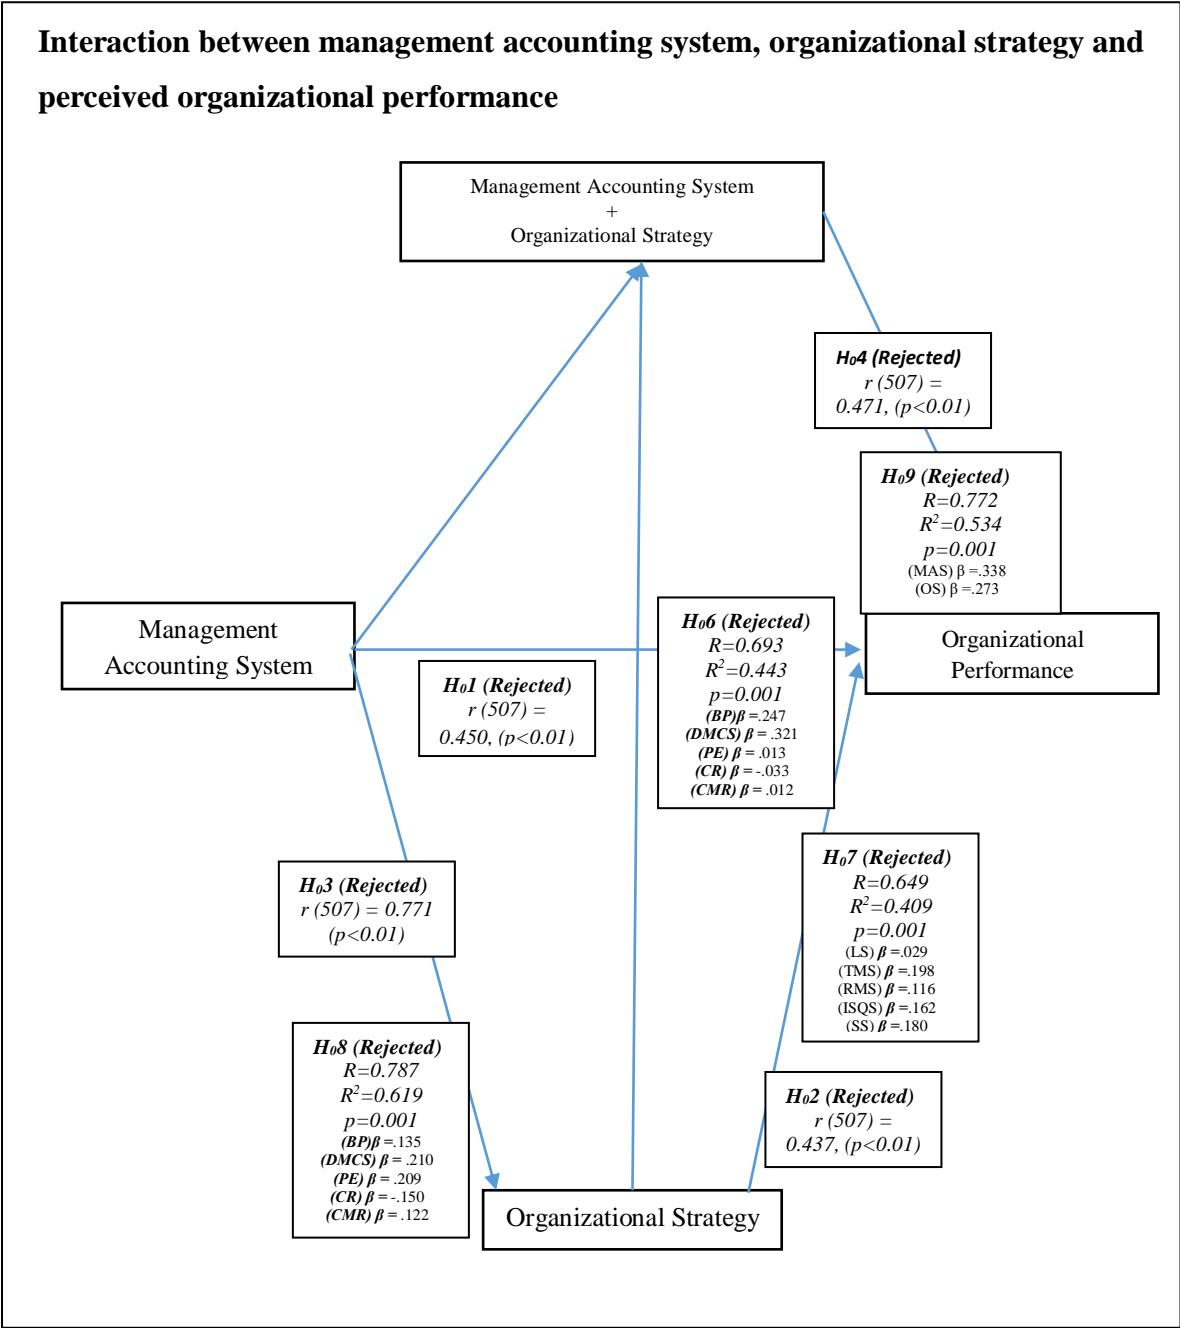 Interaction between management accounting system, organizational strategy and
perceived organizational performance
Management Accounting System
+
Organizational Strategy
H₀4 (Rejected)
r (507) =
0.471, (p<0.01)
H₀9 (Rejected)
R=0.772
R²=0.534
p=0.001
(MAS) β =.338
(OS) β =.273
Management
Accounting System
H₀6 (Rejected)
R=0.693
R²=0.443
p=0.001
(BP)β =.247
(DMCS) β = .321
(PE) β = .013
(CR) β = -.033
(CMR) β = .012
Organizational
Performance
H₀1 (Rejected)
r (507) =
0.450, (p<0.01)
H₀7 (Rejected)
R=0.649
R²=0.409
p=0.001
(LS) β =.029
(TMS) β =.198
(RMS) β =.116
(ISQS) β =.162
(SS) β =.180
H₀3 (Rejected)
r (507) = 0.771
(p<0.01)
H₀8 (Rejected)
R=0.787
R²=0.619
p=0.001
(BP)β =.135
(DMCS) β = .210
(PE) β = .209
(CR) β = -.150
(CMR) β = .122
H₀2 (Rejected)
r (507) =
0.437, (p<0.01)
Organizational Strategy